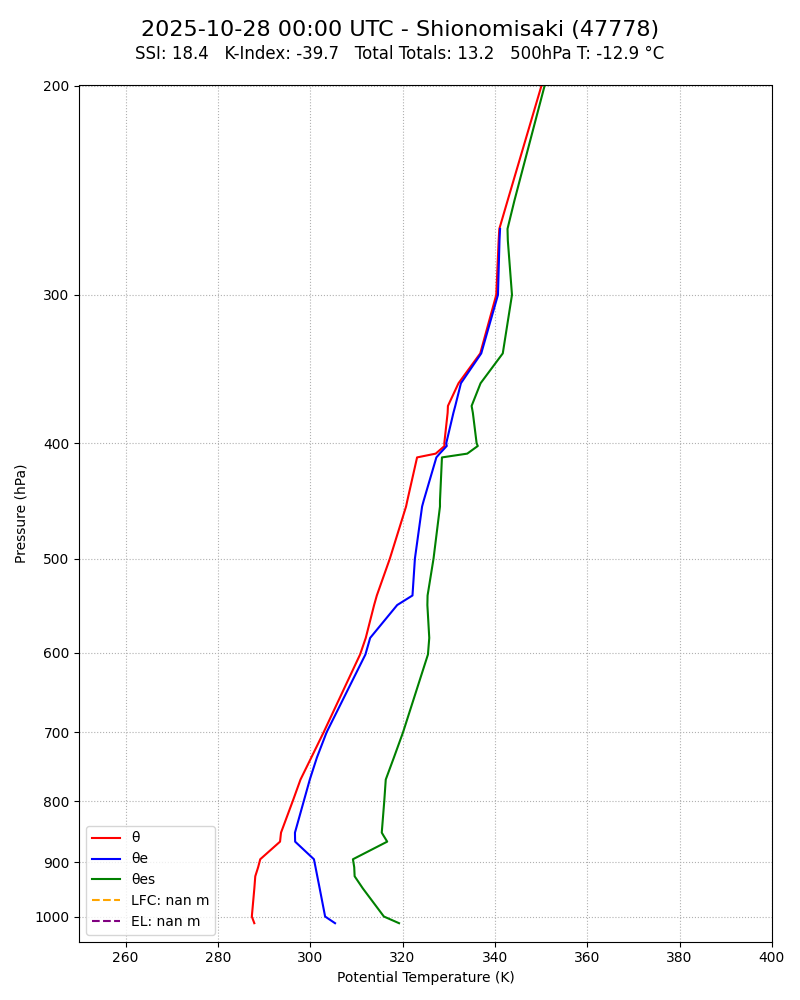 2025-10-28 00:00 UTC - Shionomisaki (47778)
SSI: 18.4 K-Index: -39.7 Total Totals: 13.2 500hPa T: -12.9 °C
200
300
400
500
600
700
800
900
1000
Pressure (hPa)
θ
θe
θes
LFC: nan m
EL: nan m
260 280 300 320 340 360 380 400
Potential Temperature (K)